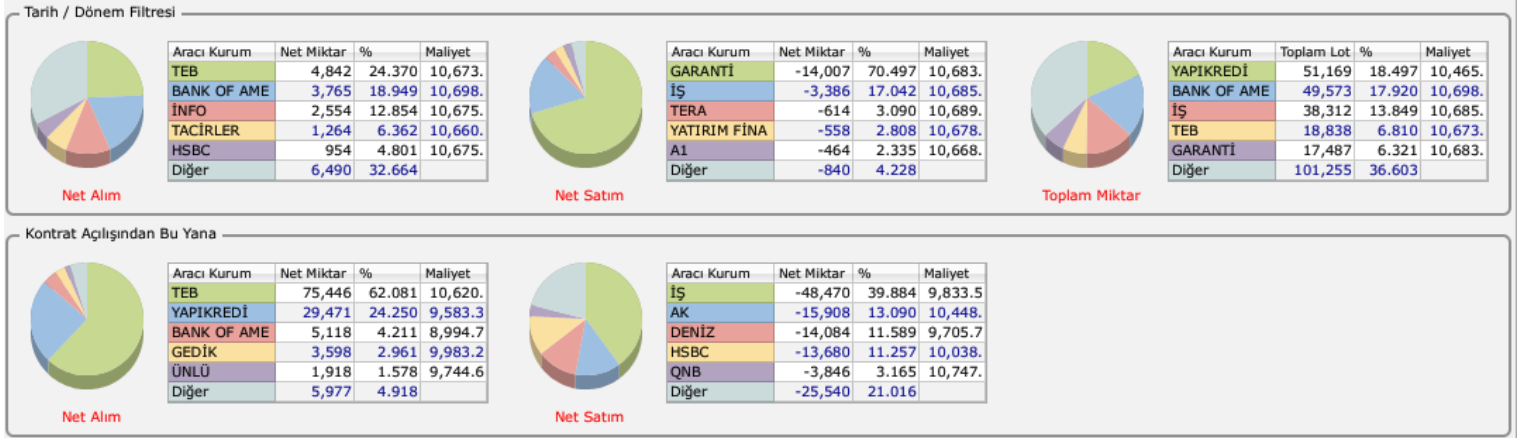 Tarih / Dönem Filtresi
Aracı Kurum Net Miktar % Maliyet
TEB 4,842 24.370 10,673.
BANK OF AME 3,765 18.949 10,698.
İNFO 2,554 12.854 10,675.
TACİRLER 1,264 6.362 10,660.
HSBC 954 4.801 10,675.
Diğer 6,490 32.664
Net Alım
Aracı Kurum Net Miktar % Maliyet
GARANTİ -14,007 70.497 10,683.
İŞ -3,386 17.042 10,685.
TERA -614 3.090 10,689.
YATIRIM FİNA -558 2.808 10,678.
A1 -464 2.335 10,668.
Diğer -840 4.228
Net Satım
Aracı Kurum Toplam Lot % Maliyet
YAPIKREDİ 51,169 18.497 10,465.
BANK OF AME 49,573 17.920 10,698.
İŞ 38,312 13.849 10,685.
TEB 18,838 6.810 10,673.
GARANTİ 17,487 6.321 10,683.
Diğer 101,255 36.603
Toplam Miktar
Kontrat Açılışından Bu Yana
Aracı Kurum Net Miktar % Maliyet
TEB 75,446 62.081 10,620.
YAPIKREDİ 29,471 24.250 9,583.3
BANK OF AME 5,118 4.211 8,994.7
GEDİK 3,598 2.961 9,983.2
ÜNLÜ 1,918 1.578 9,744.6
Diğer 5,977 4.918
Net Alım
Aracı Kurum Net Miktar % Maliyet
İŞ -48,470 39.884 9,833.5
AK -15,908 13.090 10,448.
DENİZ -14,084 11.589 9,705.7
HSBC -13,680 11.257 10,038.
QNB -3,846 3.165 10,747.
Diğer -25,540 21.016
Net Satım